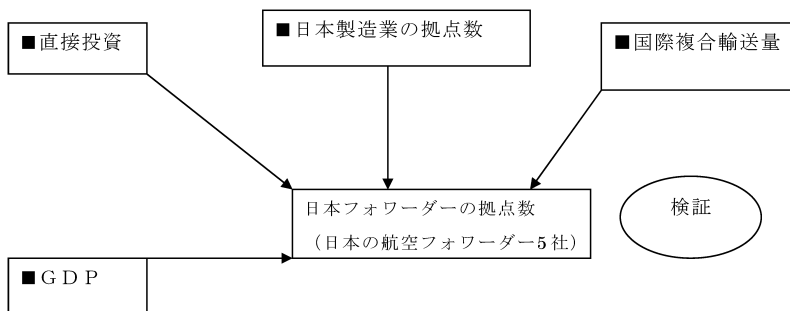 ■直接投資
■日本製造業の拠点数
■国際複合輸送量
日本フォワーダーの拠点数
（日本の航空フォワーダー5社）
検証
■ＧＤＰ